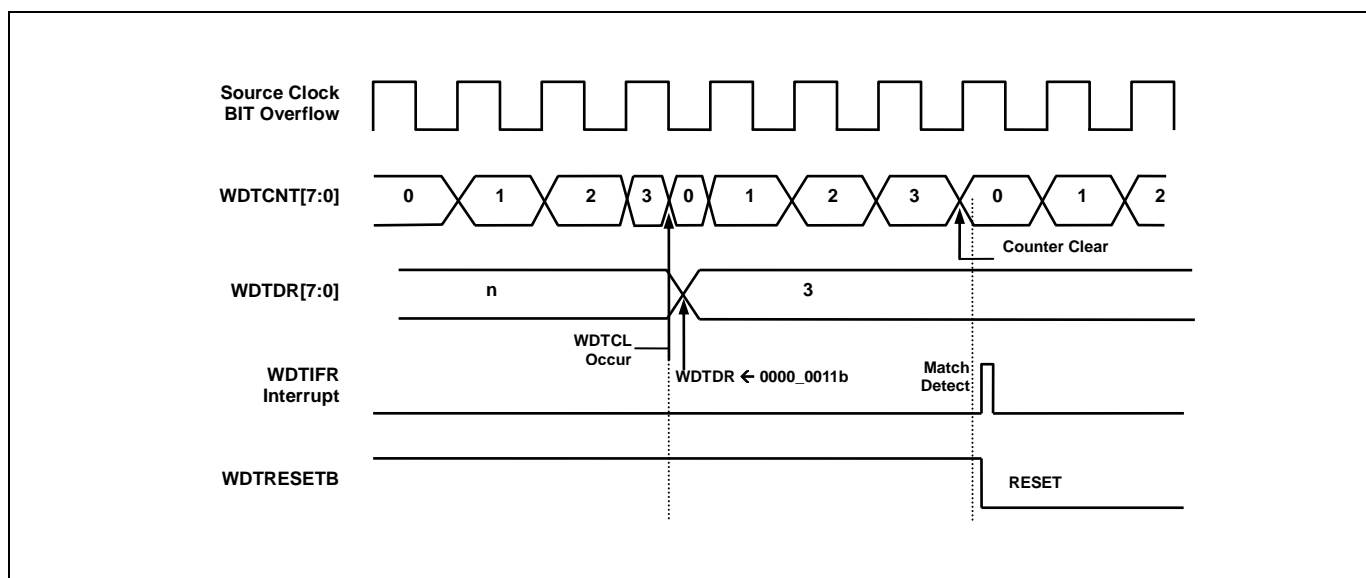 Source Clock
BIT Overflow
WDTCNT[7:0]
0 1 2 3 0 1 2 3 0 1 2
Counter Clear
WDTDR[7:0]
n 3
WDTCL
Occur
WDTDR ← 0000_0011b
WDTIFR
Interrupt
Match
Detect
WDTRESETB
RESET